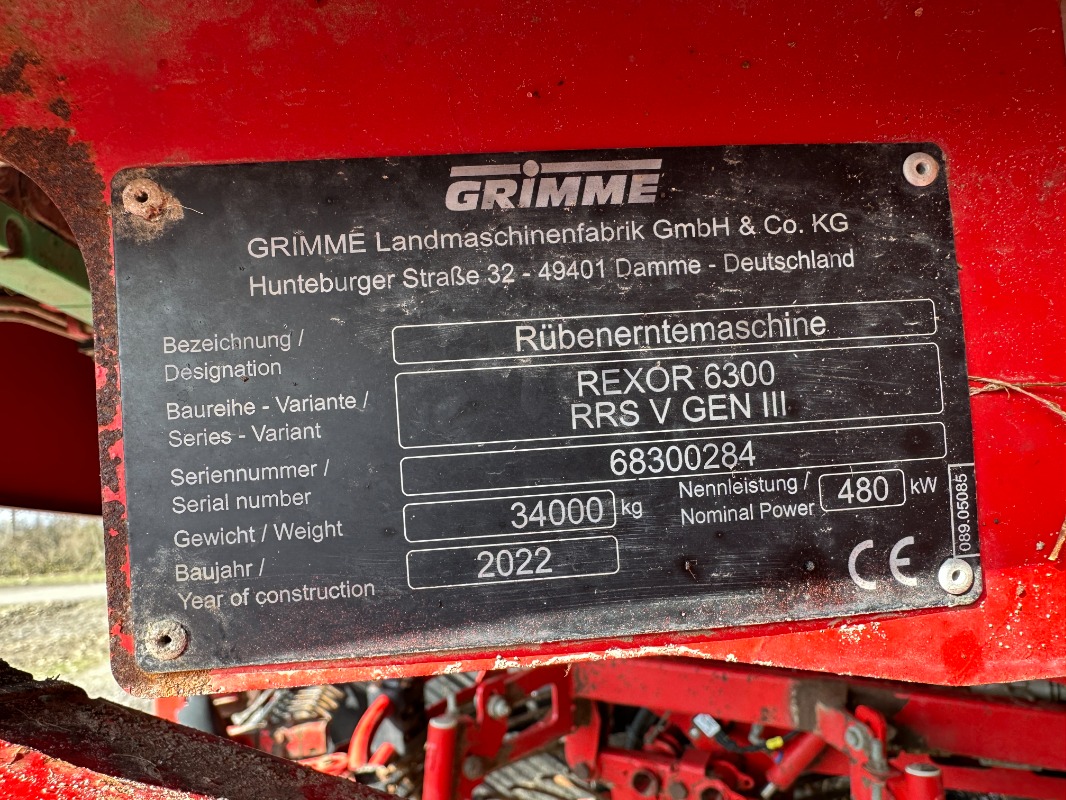 GRIMME
GRIMME Landmaschinenfabrik GmbH & Co. KG
Hunteburger Straße 32 - 49401 Damme - Deutschland
Bezeichnung /
Designation
Rübenerntemaschine
Baureihe - Variante /
Series - Variant
REXOR 6300
RRS V GEN III
Seriennummer /
Serial number
68300284
Gewicht / Weight
34000 kg
Nennleistung /
Nominal Power
480 kW
Baujahr /
Year of construction
2022
CE
089.05085